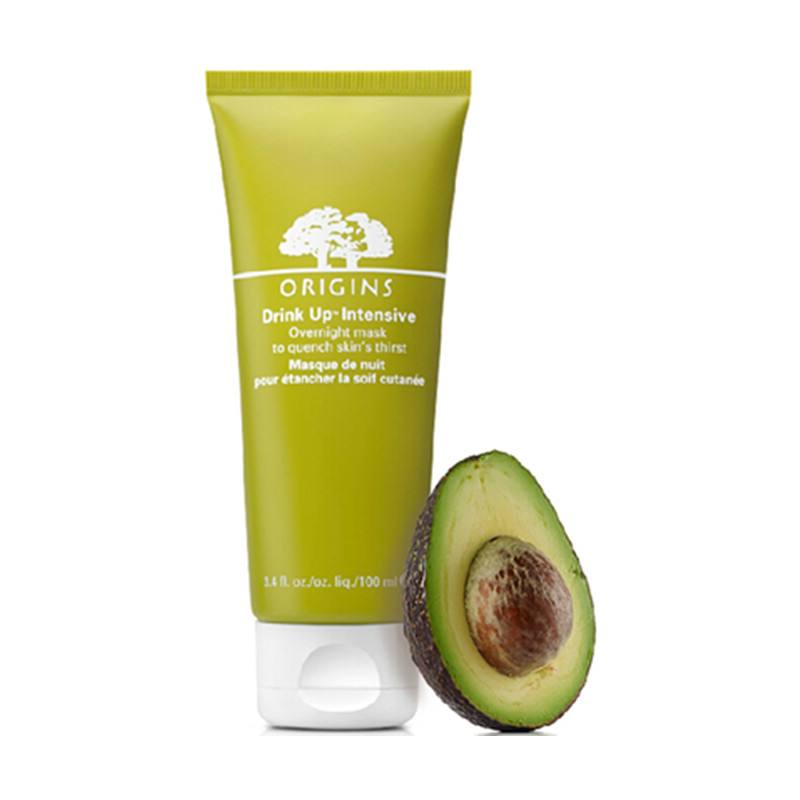 ORIGINS
Drink Up™ Intensive
Overnight mask
to quench skin's thirst
Masque de nuit
pour étancher la soif cutanée
3.4 fl. oz./oz. liq./100 ml